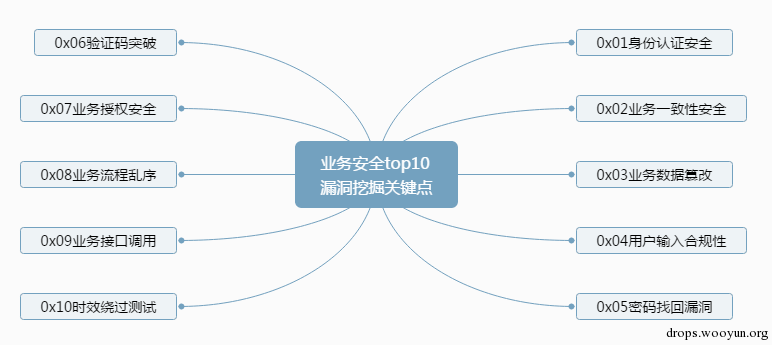 业务安全top10
漏洞挖掘关键点
0x01身份认证安全
0x02业务一致性安全
0x03业务数据篡改
0x04用户输入合规性
0x05密码找回漏洞
0x06验证码突破
0x07业务授权安全
0x08业务流程乱序
0x09业务接口调用
0x10时效绕过测试
drops.wooyun.org